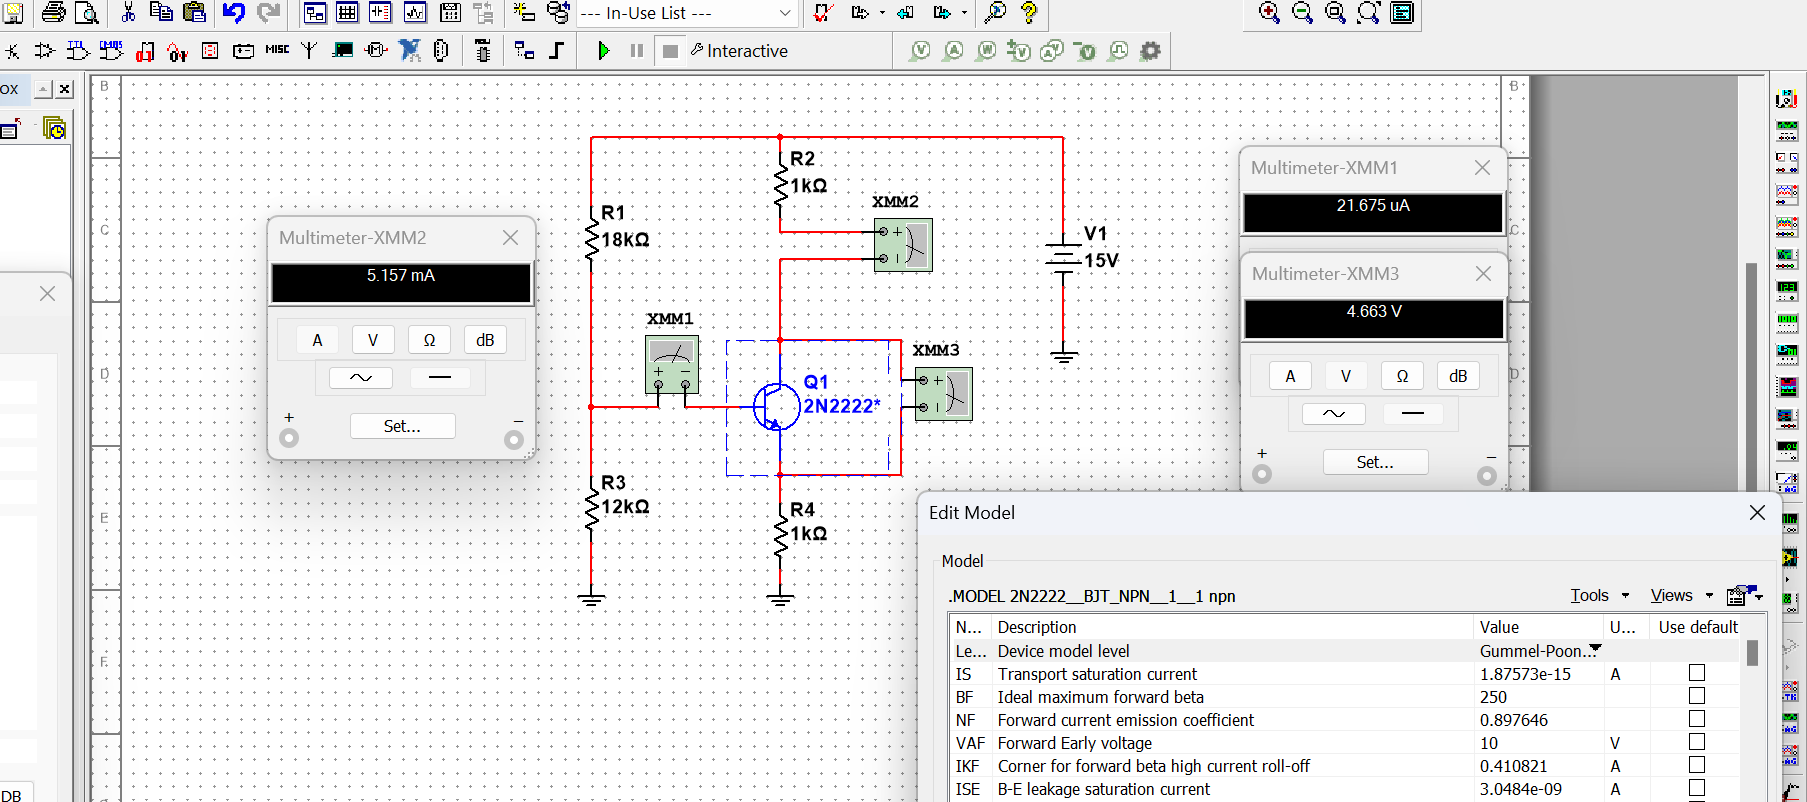 --- In-Use List ---
MISC
Interactive
OX
B
B
R2
1kΩ
Multimeter-XMM1
21.675 uA
XMM2
R1
18kΩ
C
C
V1
15V
Multimeter-XMM2
5.157 mA
Multimeter-XMM3
4.663 V
XMM1
A
V
Ω
dB
XMM3
D
D
Q1
2N2222*
A
V
Ω
dB
Set...
Set...
R3
12kΩ
R4
1kΩ
E
Edit Model
Model
.MODEL 2N2222__BJT_NPN__1__1 npn
Tools
Views
N...
Description
Value
U...
Use default
Le...
Device model level
Gummel-Poon...
IS
Transport saturation current
1.87573e-15
A
BF
Ideal maximum forward beta
250
NF
Forward current emission coefficient
0.897646
VAF
Forward Early voltage
10
V
IKF
Corner for forward beta high current roll-off
0.410821
A
ISE
B-E leakage saturation current
3.0484e-09
A
F
DB